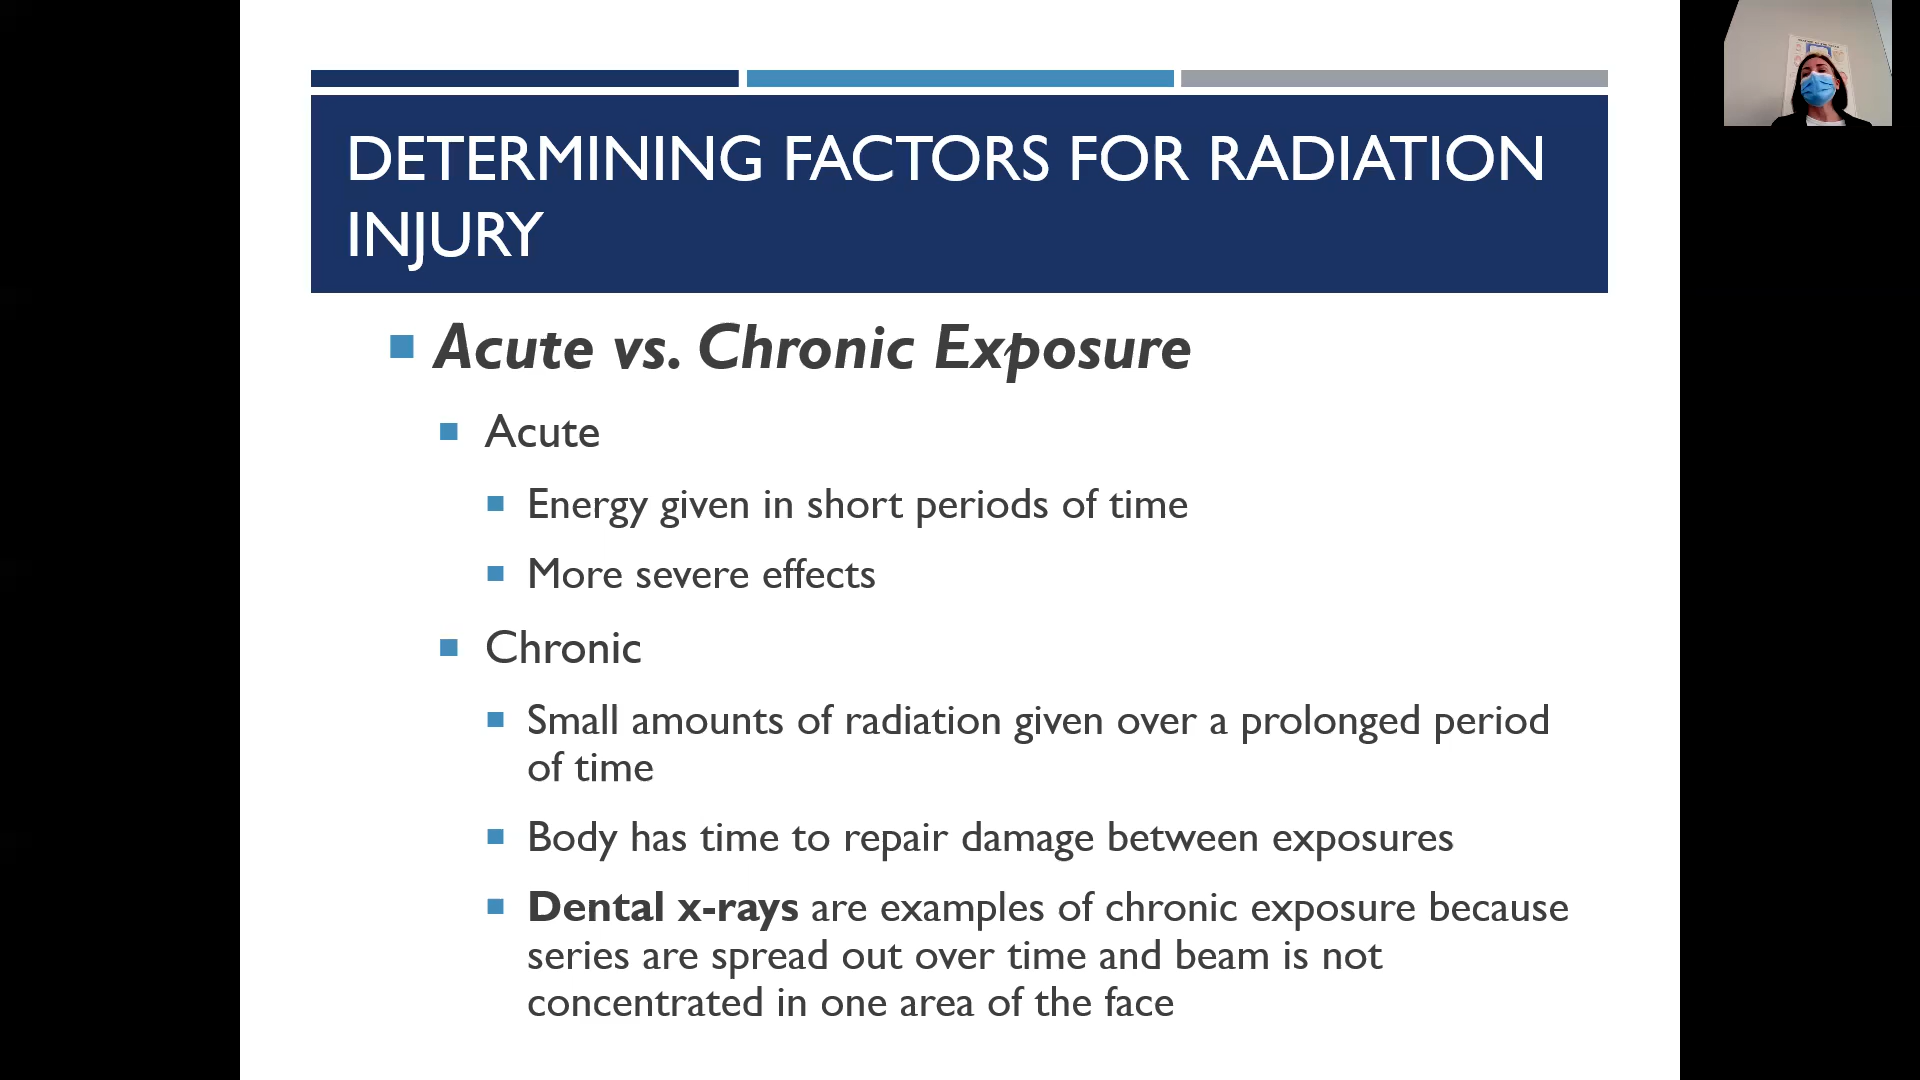 DETERMINING FACTORS FOR RADIATION
INJURY
Acute vs. Chronic Exposure
Acute
Energy given in short periods of time
More severe effects
Chronic
Small amounts of radiation given over a prolonged period
of time
Body has time to repair damage between exposures
Dental x-rays are examples of chronic exposure because
series are spread out over time and beam is not
concentrated in one area of the face